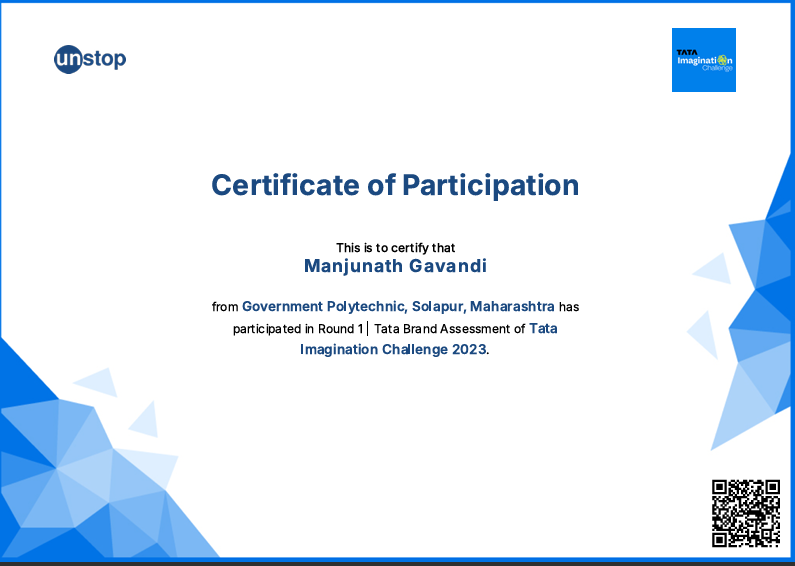 unstop
TATA
Imagination
Challenge
Certificate of Participation
This is to certify that
Manjunath Gavandi
from Government Polytechnic, Solapur, Maharashtra has
participated in Round 1| Tata Brand Assessment of Tata
Imagination Challenge 2023.